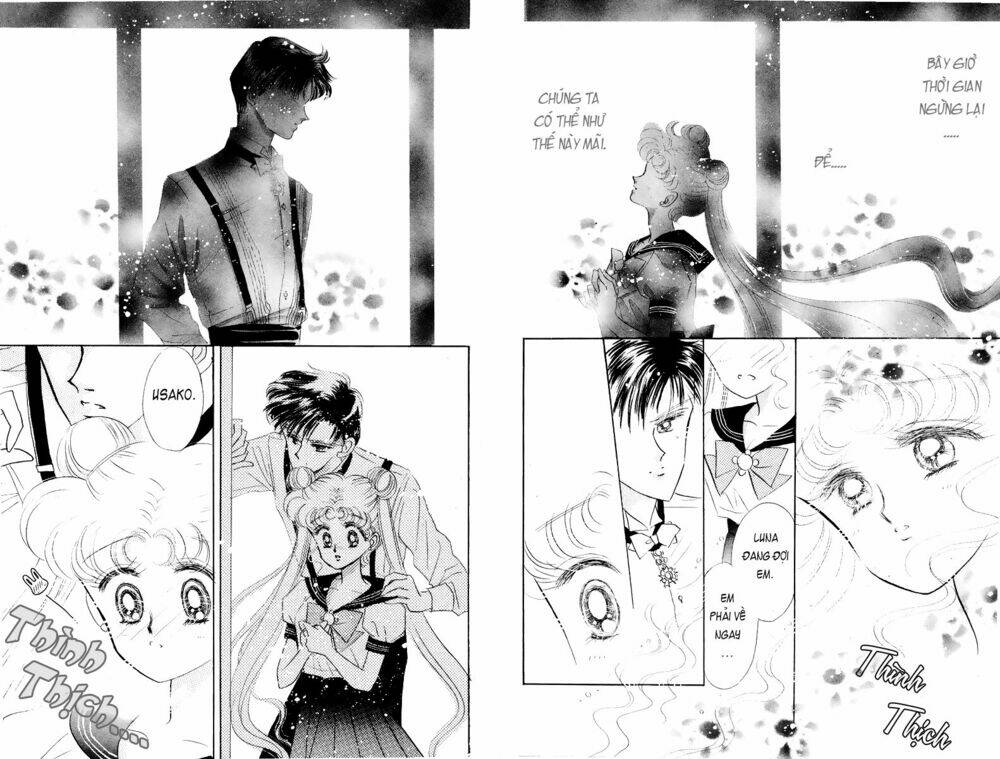 BÂY GIỜ
THỜI GIAN
NGỪNG LẠI
.....
ĐỂ.....
CHÚNG TA
CÓ THỂ NHƯ
THẾ NÀY MÃI.
Thình
Thịch
LUNA
ĐANG ĐỢI
EM.
EM
PHẢI VỀ
NGAY
...
USAKO.
Thình
Thịch....